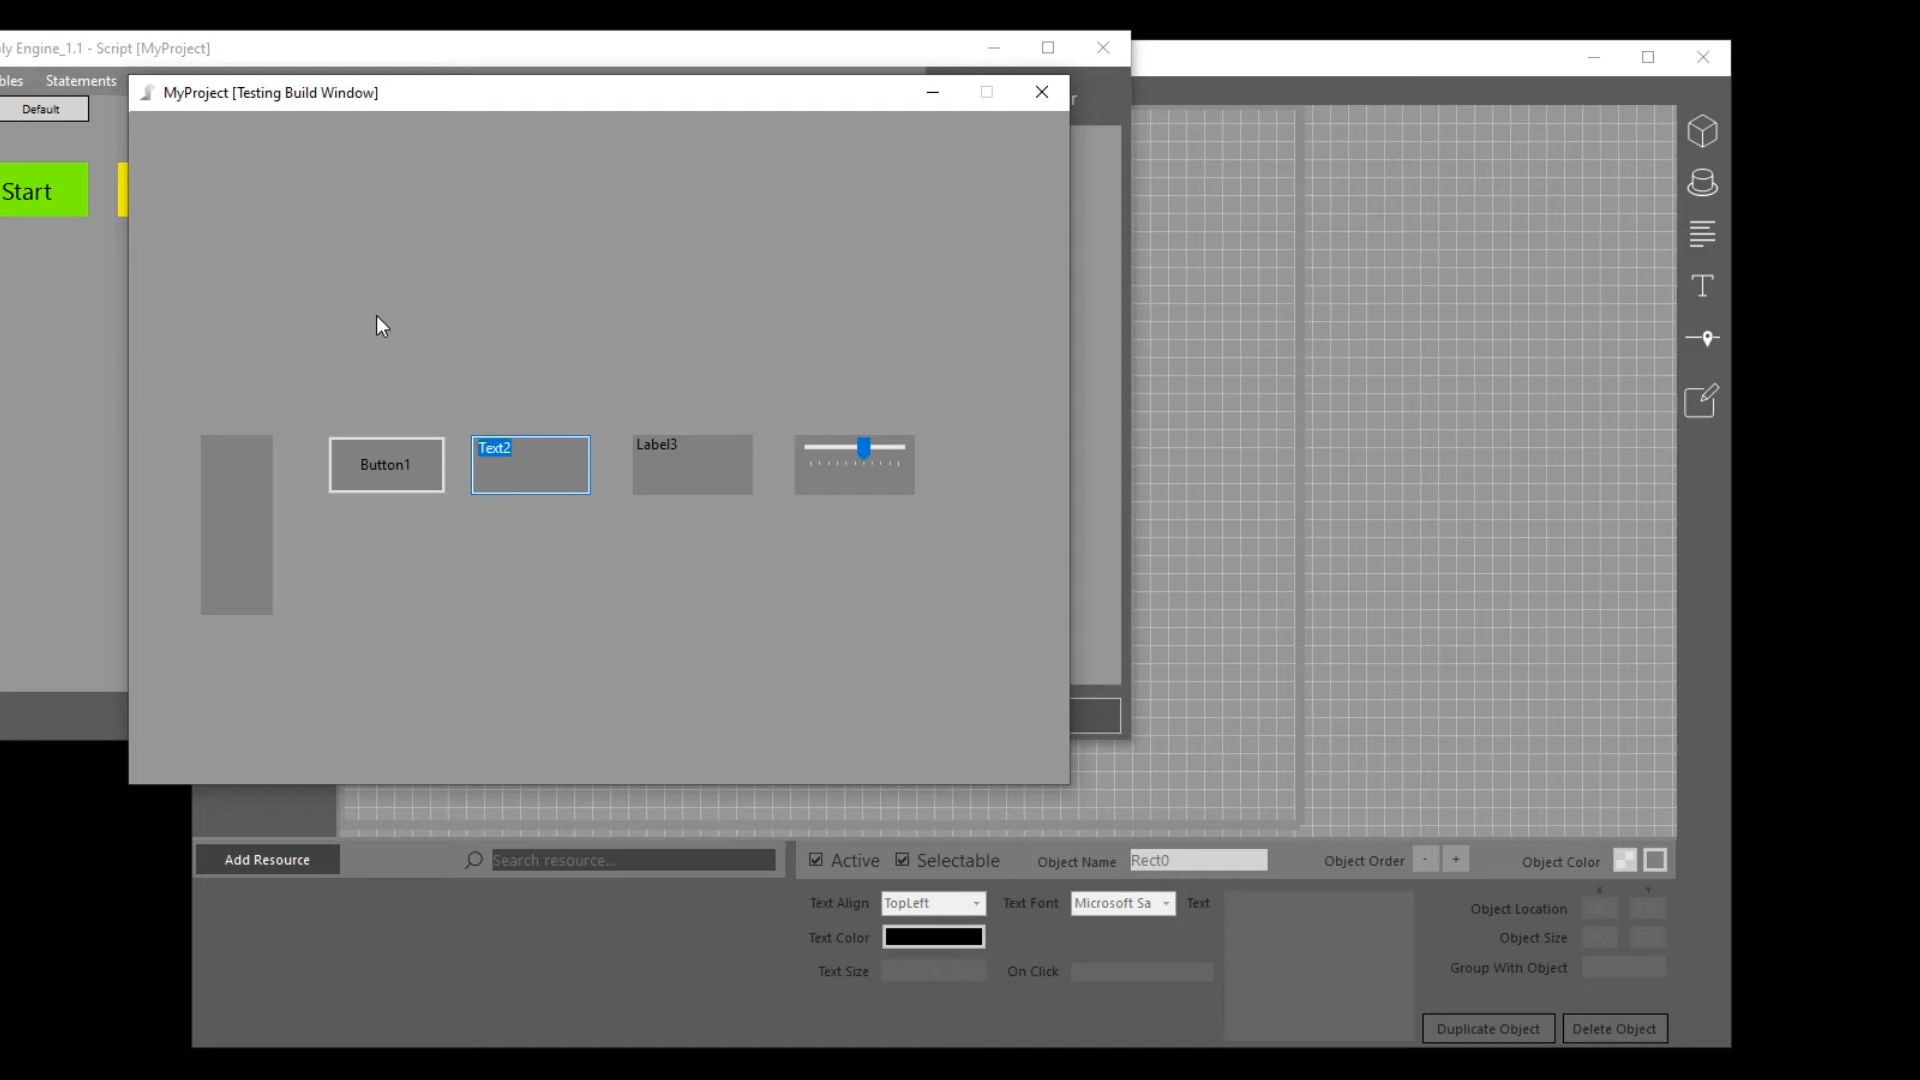 ly Engine_1.1 - Script [MyProject]
bles Statements
Default
Start
MyProject [Testing Build Window]
r
Button1
Text2
Label3
Add Resource
Search resource...
Active
Selectable
Object Name
Rect0
Object Order
-
+
Object Color
Text Align
TopLeft
Text Font
Microsoft Sa
Text
X Y
Object Location
Text Color
Object Size
Group With Object
Text Size
On Click
Duplicate Object
Delete Object